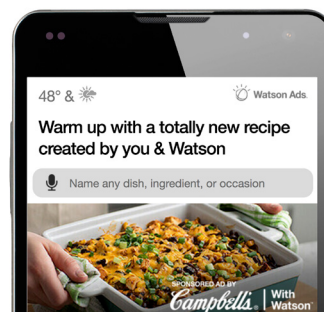 48° &
Watson Ads
Warm up with a totally new recipe
created by you & Watson
Name any dish, ingredient, or occasion
SPONSORED AD BY
Campbell's. | With
Watson